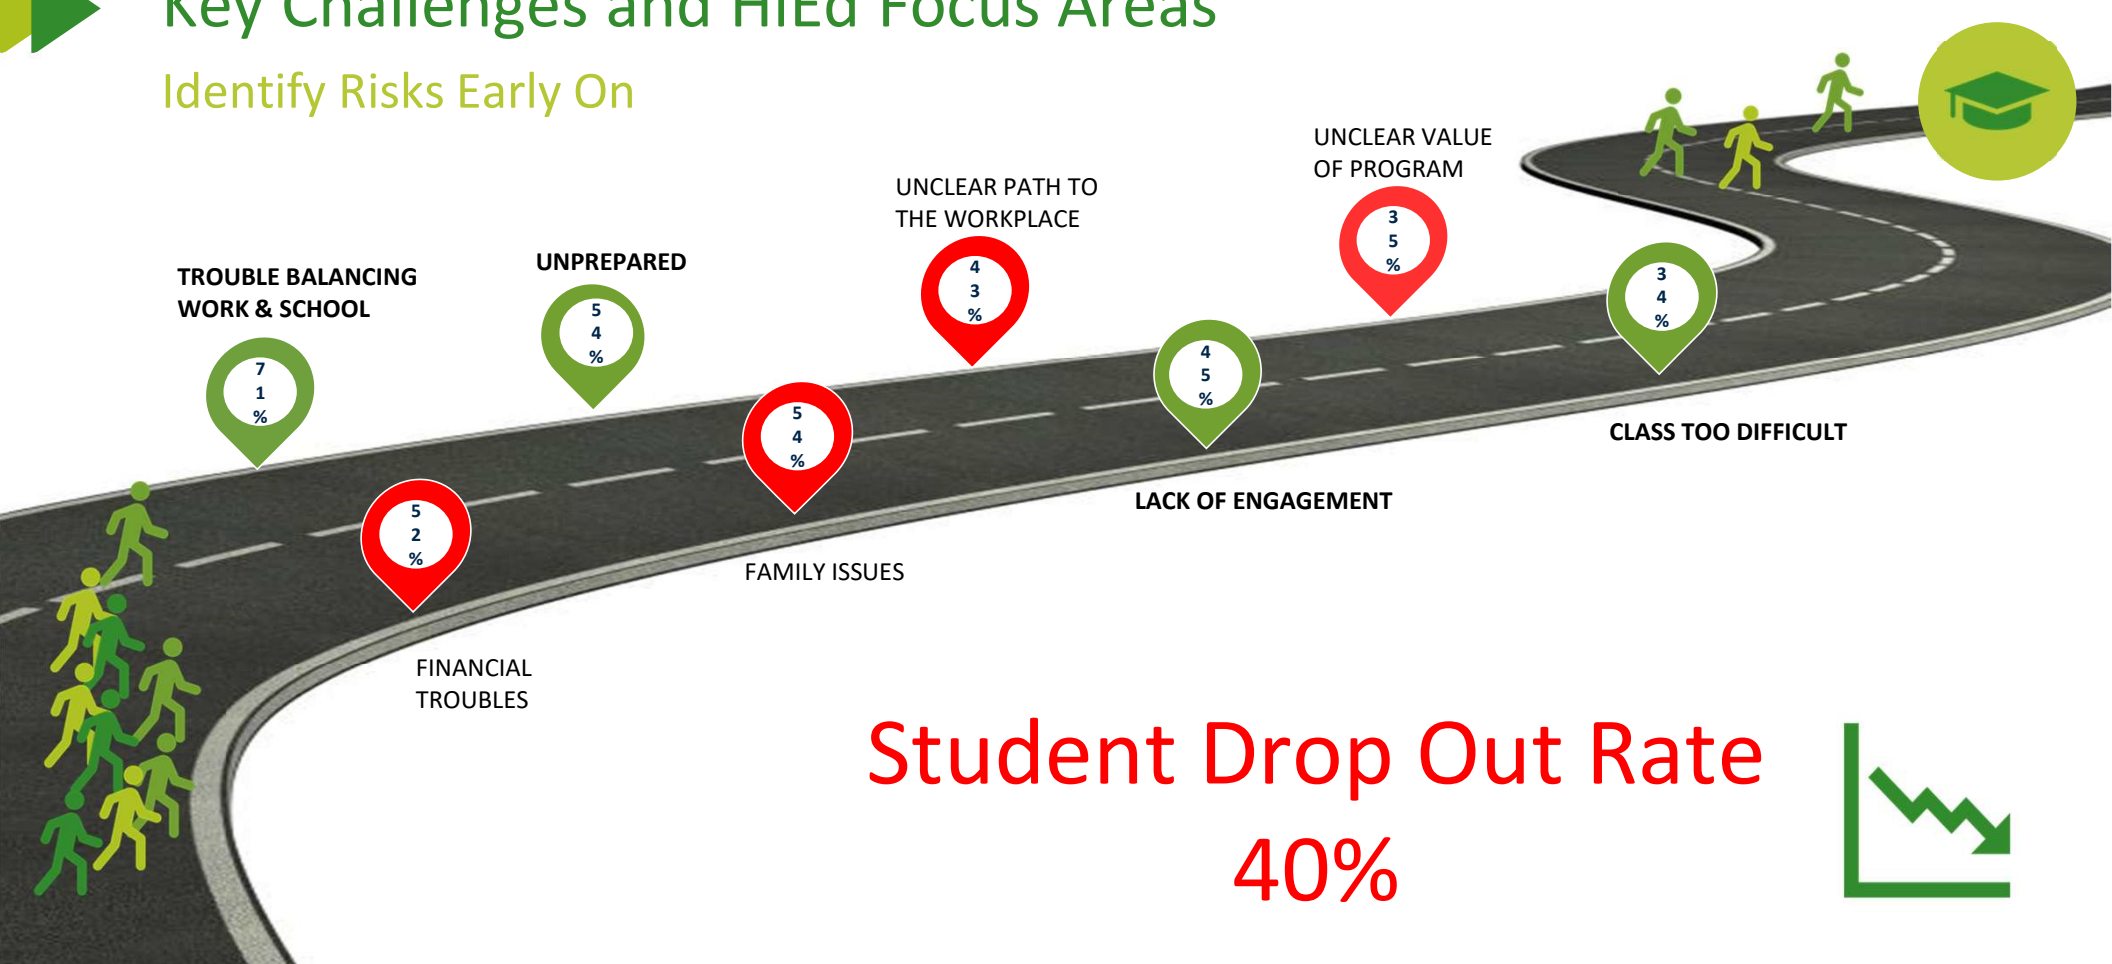 Key Challenges and HiEd Focus Areas
Identify Risks Early On
UNCLEAR VALUE
OF PROGRAM
3
5
%
UNCLEAR PATH TO
THE WORKPLACE
4
3
%
UNPREPARED
5
4
%
TROUBLE BALANCING
WORK & SCHOOL
7
1
%
3
4
%
CLASS TOO DIFFICULT
4
5
%
LACK OF ENGAGEMENT
5
4
%
FAMILY ISSUES
5
2
%
FINANCIAL
TROUBLES
Student Drop Out Rate
40%